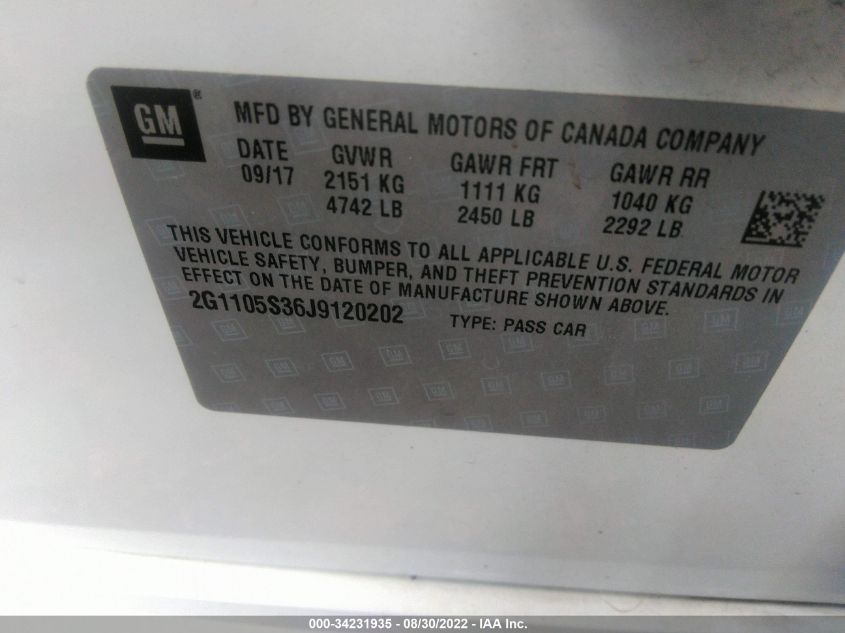 GM®
MFD BY GENERAL MOTORS OF CANADA COMPANY
DATE GVWR GAWR FRT GAWR RR
09/17 2151 KG 1111 KG 1040 KG
4742 LB 2450 LB 2292 LB
THIS VEHICLE CONFORMS TO ALL APPLICABLE U.S. FEDERAL MOTOR
VEHICLE SAFETY, BUMPER, AND THEFT PREVENTION STANDARDS IN
EFFECT ON THE DATE OF MANUFACTURE SHOWN ABOVE.
2G1105S36J9120202 TYPE: PASS CAR
000-34231935 - 08/30/2022 - IAA Inc.